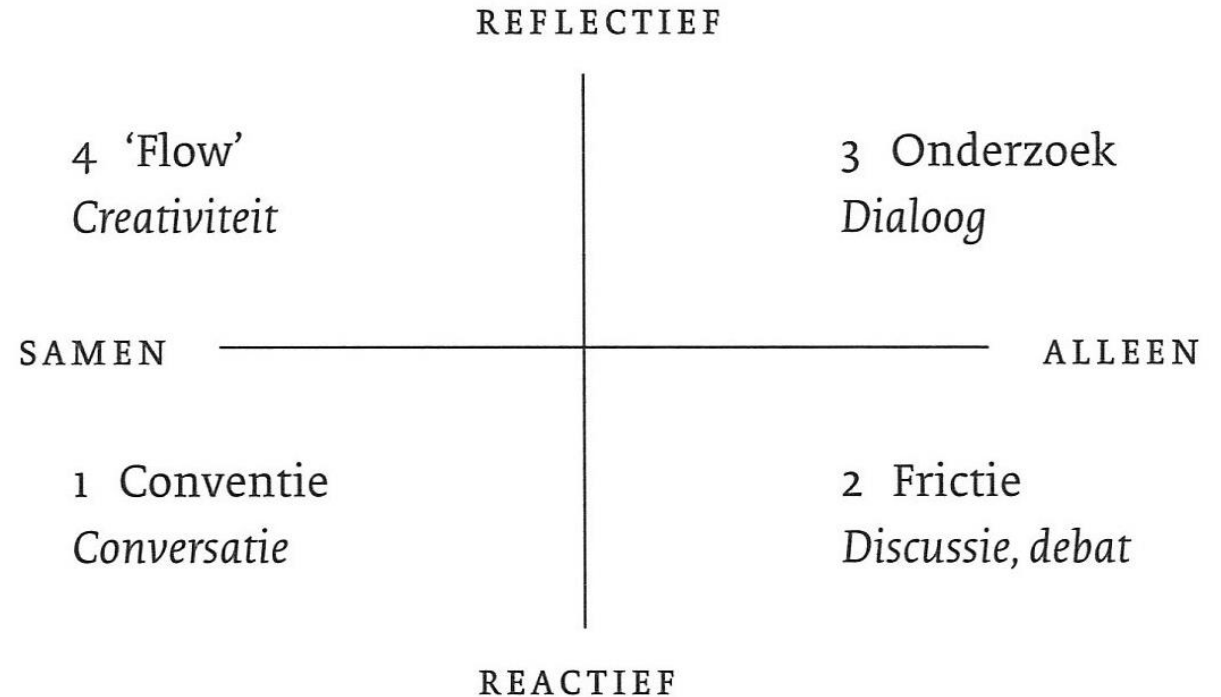 REFLECTIEF
4 ‘Flow’
Creativiteit
3 Onderzoek
Dialoog
SAMEN
ALLEEN
1 Conventie
Conversatie
2 Frictie
Discussie, debat
REACTIEF